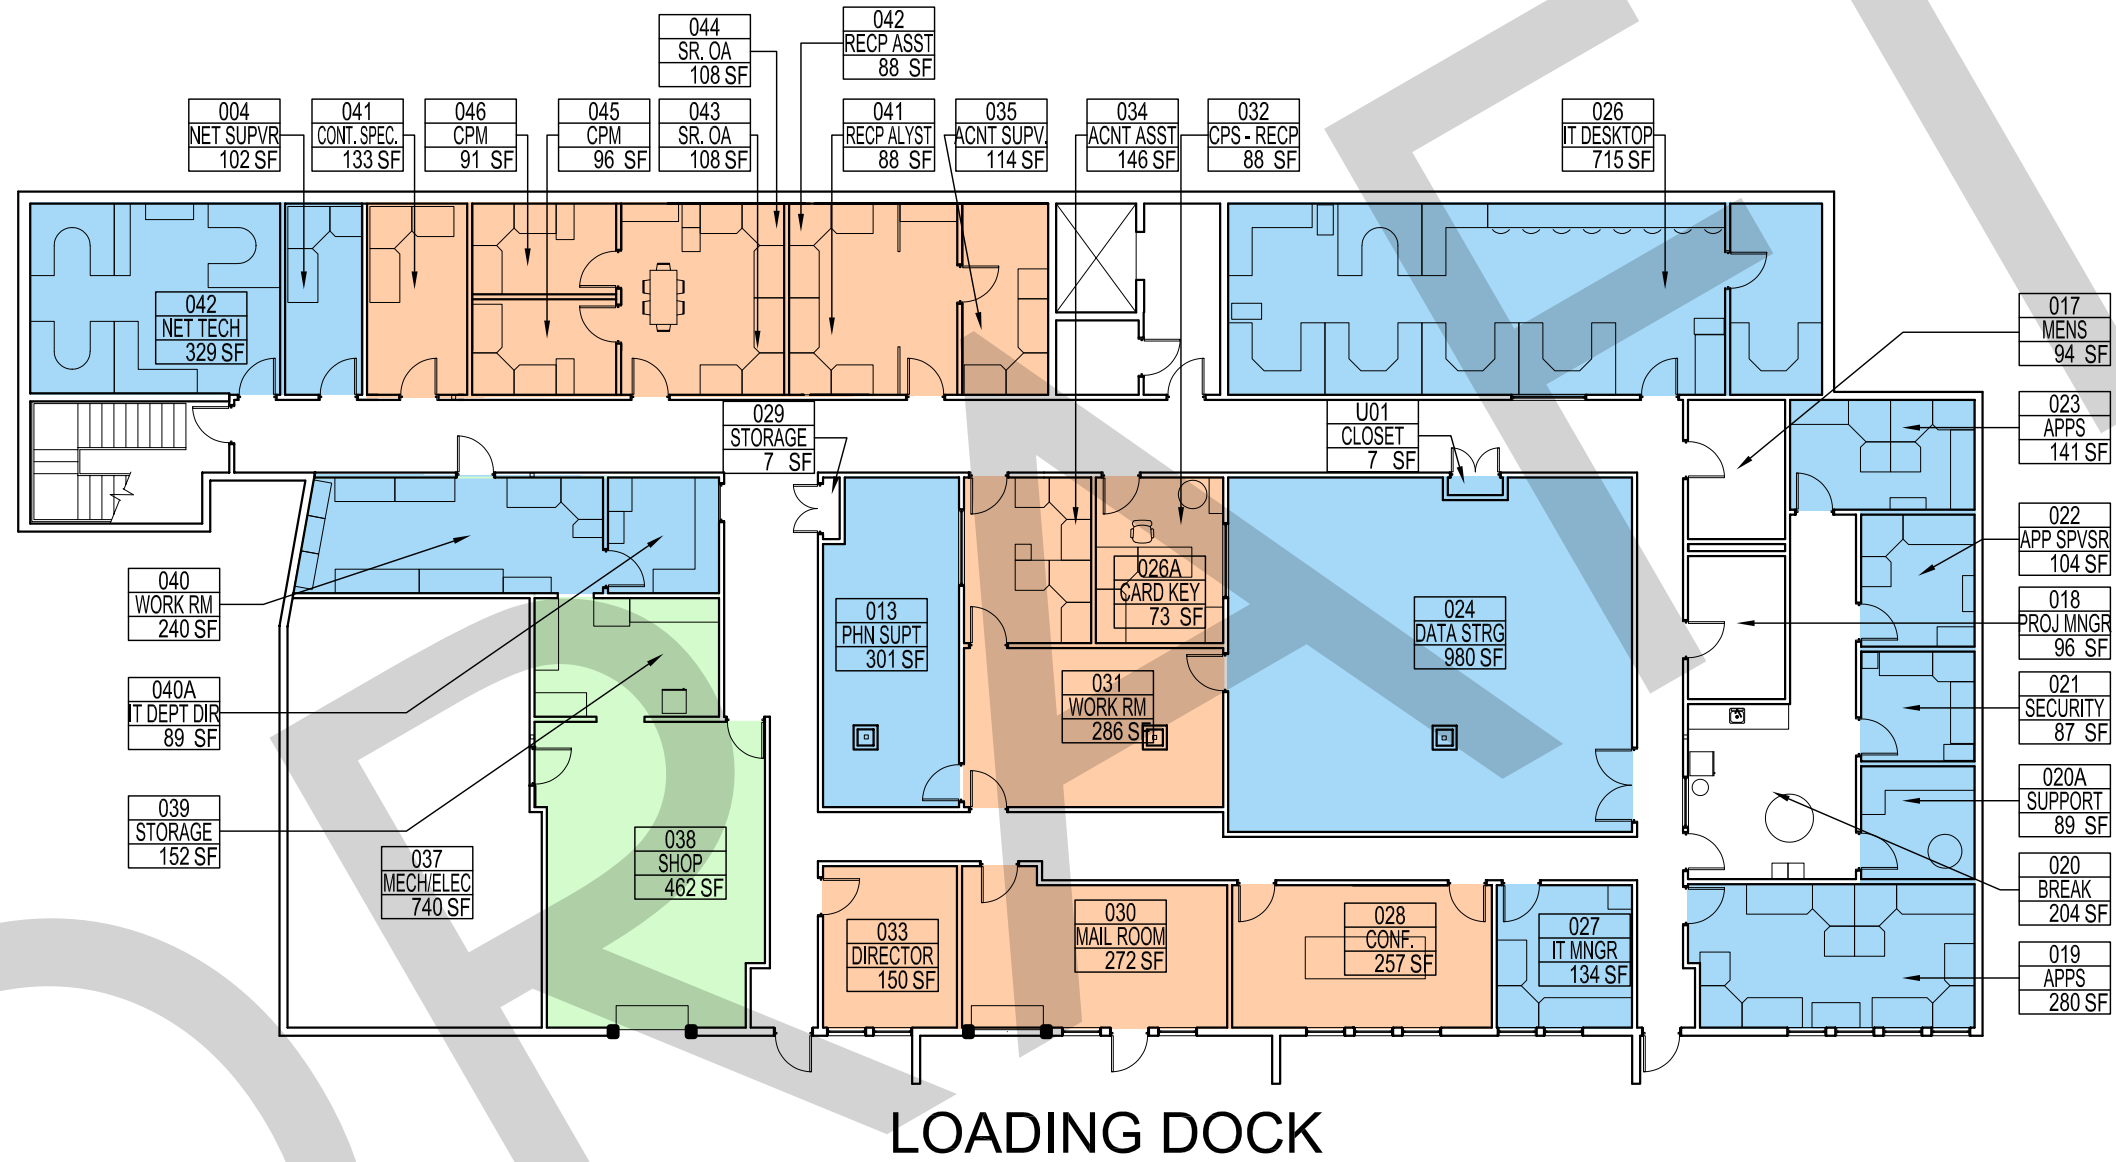 044
SR. OA
108 SF
042
RECP ASST
88 SF
004
NET SUPVR
102 SF
041
CONT. SPEC.
133 SF
046
CPM
91 SF
045
CPM
96 SF
043
SR. OA
108 SF
041
RECP ALYST
88 SF
035
ACNT SUPV.
114 SF
034
ACNT ASST
146 SF
032
CPS - RECP
88 SF
026
IT DESKTOP
715 SF
042
NET TECH
329 SF
017
MENS
94 SF
029
STORAGE
7 SF
U01
CLOSET
7 SF
023
APPS
141 SF
022
APP SPVSR
104 SF
040
WORK RM
240 SF
013
PHN SUPT
301 SF
026A
CARD KEY
73 SF
024
DATA STRG
980 SF
018
PROJ MNGR
96 SF
040A
IT DEPT DIR
89 SF
031
WORK RM
286 SF
021
SECURITY
87 SF
039
STORAGE
152 SF
020A
SUPPORT
89 SF
037
MECH/ELEC
740 SF
038
SHOP
462 SF
020
BREAK
204 SF
033
DIRECTOR
150 SF
030
MAIL ROOM
272 SF
028
CONF.
257 SF
027
IT MNGR
134 SF
019
APPS
280 SF
LOADING DOCK
DRAFT